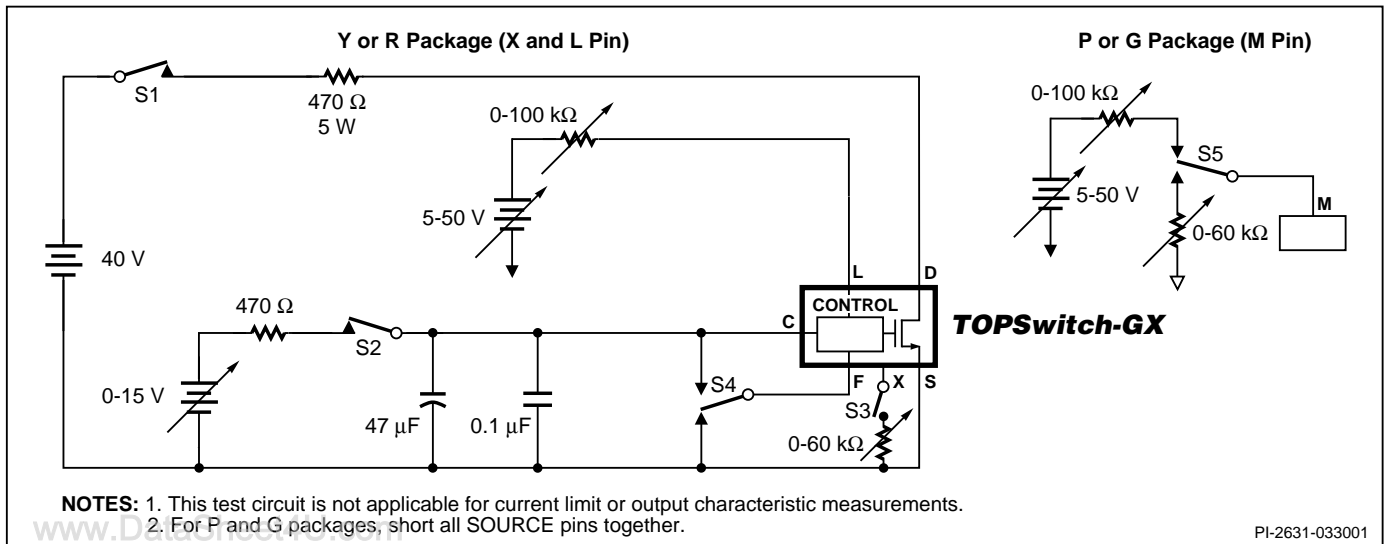 Y or R Package (X and L Pin)
P or G Package (M Pin)
S1
470 Ω
5 W
0-100 kΩ
5-50 V
40 V
0-100 kΩ
S5
5-50 V
M
0-60 kΩ
L
D
CONTROL
C
TOPSwitch-GX
470 Ω
S2
0-15 V
F
X
S
S4
S3
47 µF
0.1 µF
0-60 kΩ
NOTES: 1. This test circuit is not applicable for current limit or output characteristic measurements.
2. For P and G packages, short all SOURCE pins together.
www.DataSheet4U.com
PI-2631-033001